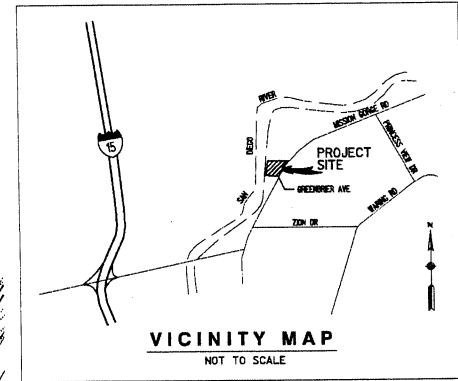 15
RIVER
DIEGO
SAN
MISSION GORGE RD
PRINCESS VIEW DR
PROJECT
SITE
GREENBRIER AVE
WARING RD
ZION DR
N
VICINITY MAP
NOT TO SCALE